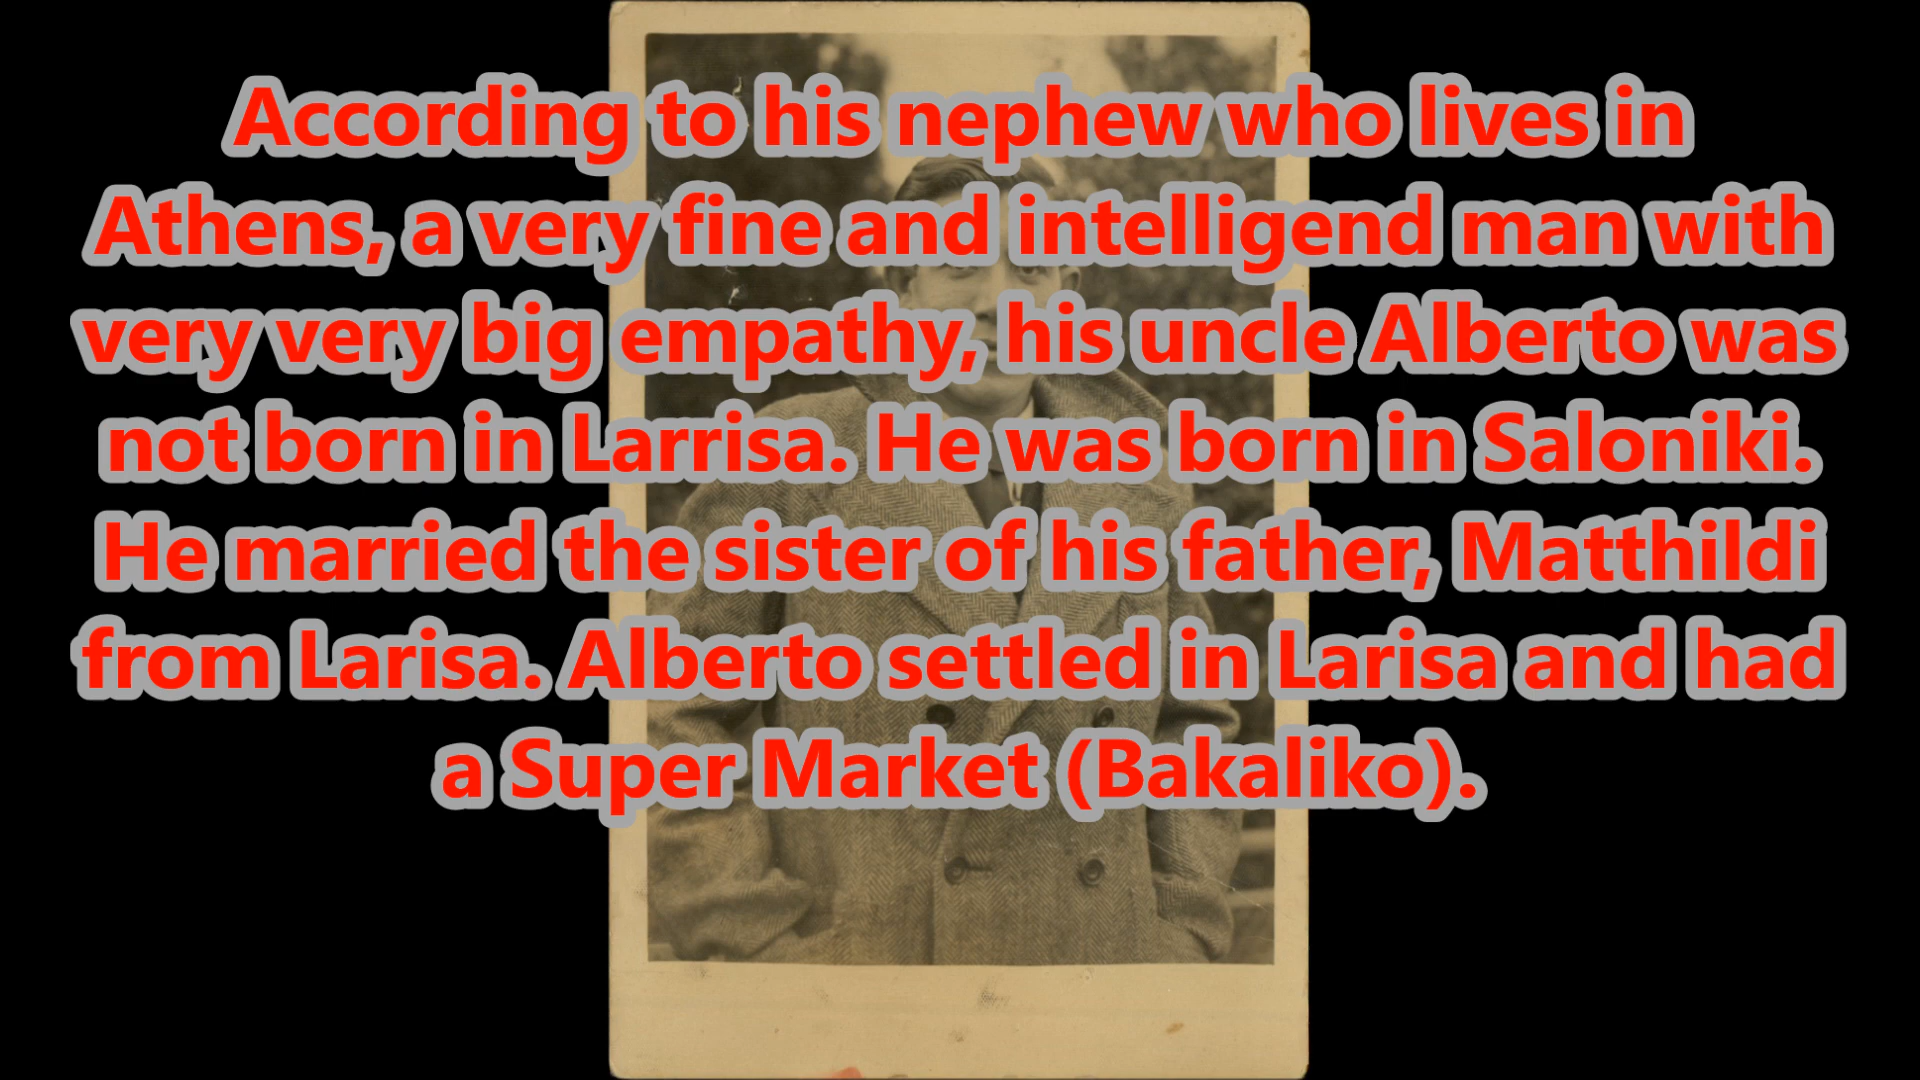 According to his nephew who lives in
Athens, a very fine and intelligend man with
very very big empathy, his uncle Alberto was
not born in Larrisa. He was born in Saloniki.
He married the sister of his father, Matthildi
from Larisa. Alberto settled in Larisa and had
a Super Market (Bakaliko).